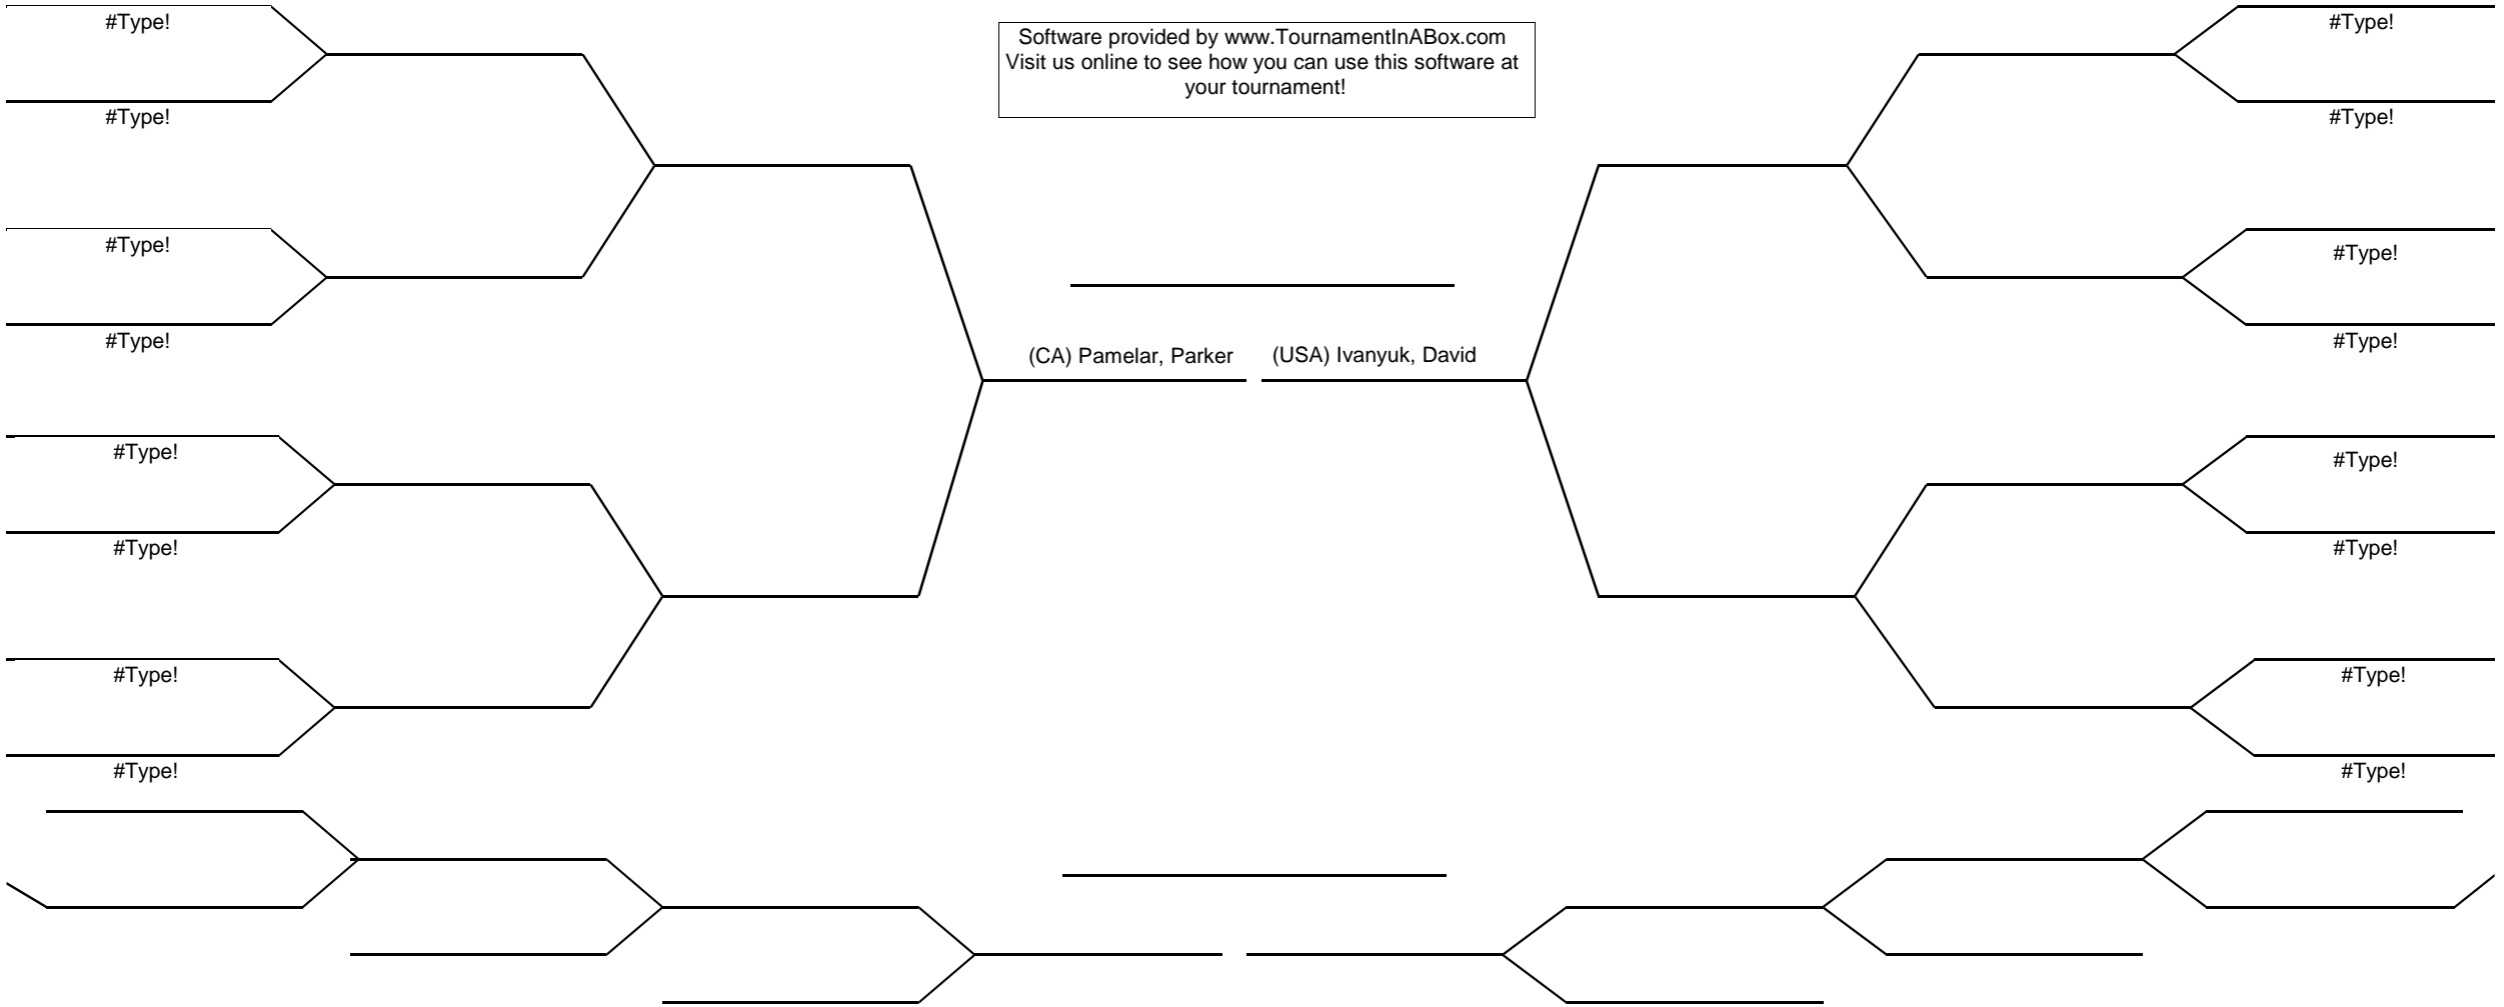 #Type!
Software provided by www.TournamentInABox.com
Visit us online to see how you can use this software at
your tournament!
#Type!
#Type!
#Type!
#Type!
#Type!
#Type!
#Type!
(CA) Pamelar, Parker
(USA) Ivanyuk, David
#Type!
#Type!
#Type!
#Type!
#Type!
#Type!
#Type!
#Type!